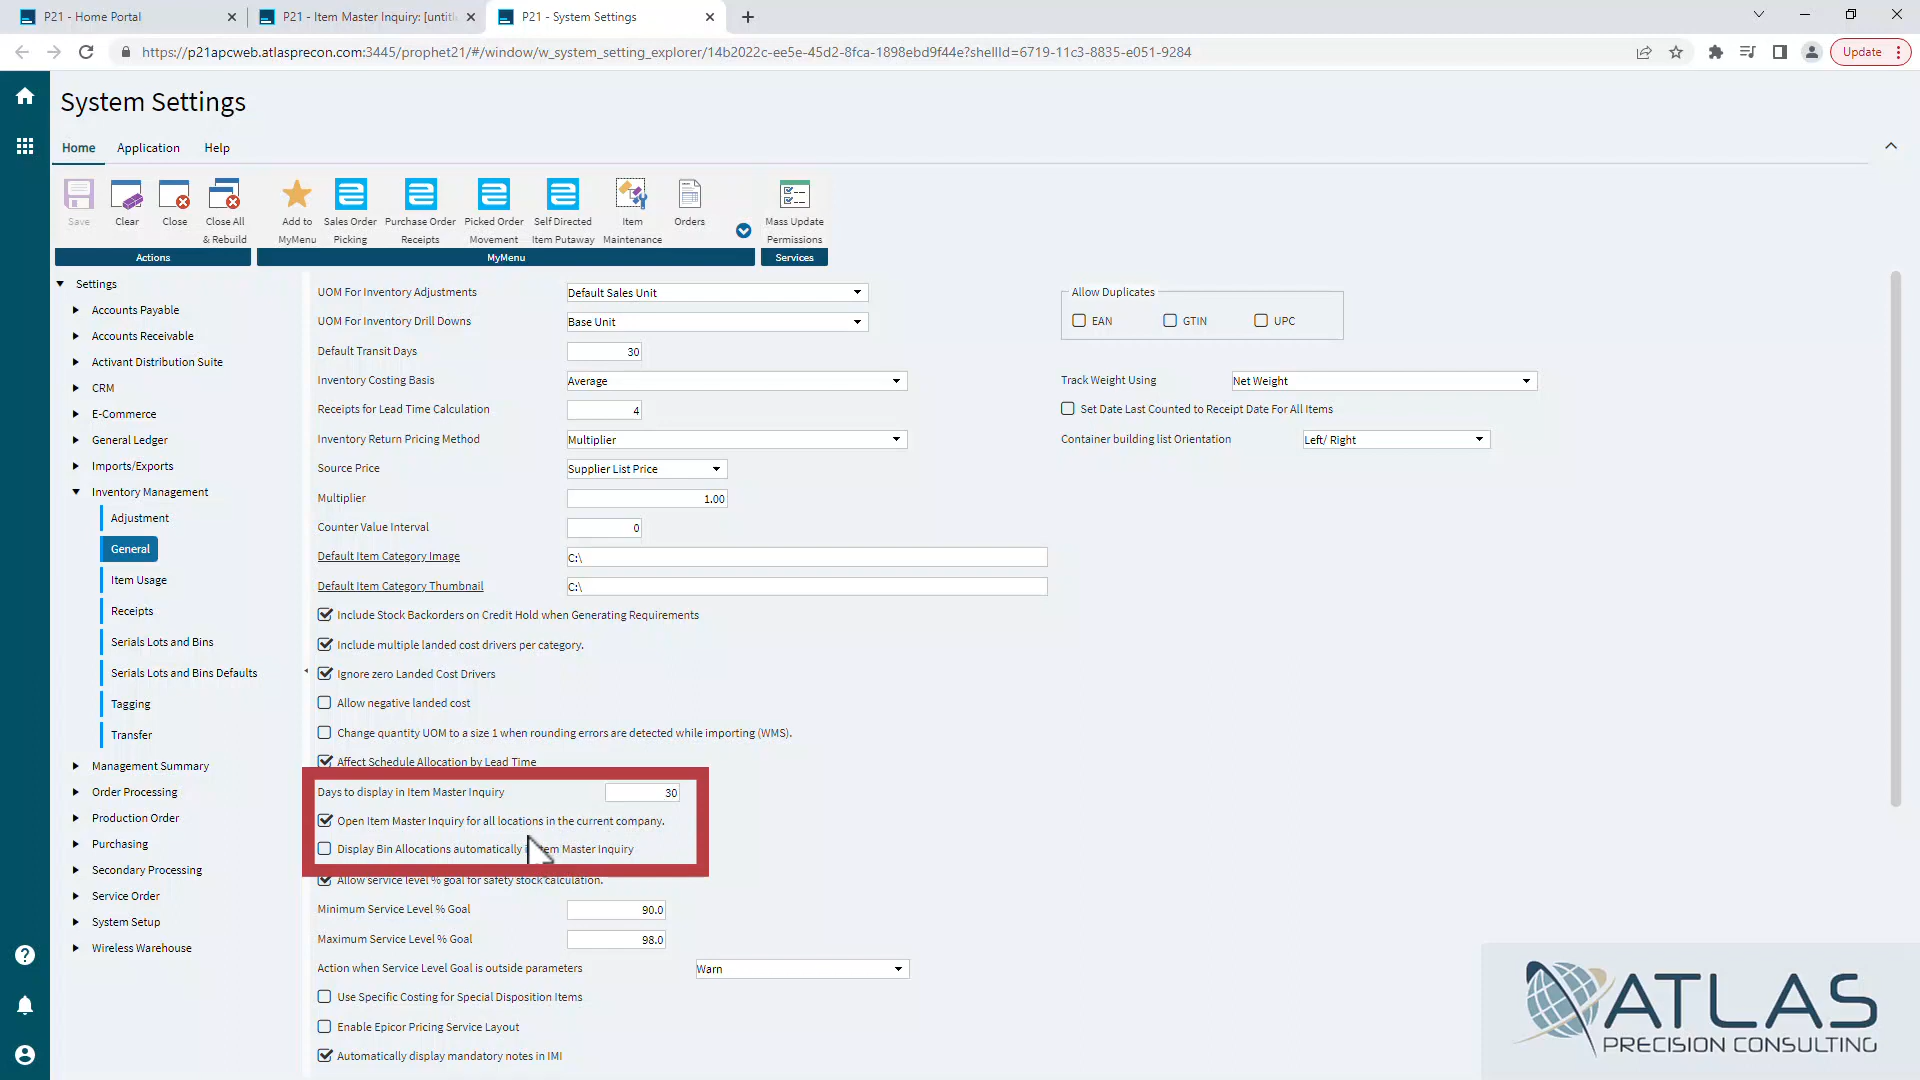 P21 - Home Portal
P21 - Item Master Inquiry: [untitl
P21 - System Settings
https://p21apcweb.atlasprecon.com:3445/prophet21/#/window/w_system_setting_explorer/14b2022c-ee5e-45d2-8fca-1898ebd9f44e?shellId=6719-11c3-8835-e051-9284
Update
System Settings
Home
Application
Help
Save
Clear
Close
Close All
& Rebuild
Add to
MyMenu
Sales Order
Picking
Purchase Order
Receipts
Picked Order
Movement
Self Directed
Item Putaway
Item
Maintenance
Orders
Mass Update
Permissions
Actions
MyMenu
Services
Settings
Accounts Payable
Accounts Receivable
Activant Distribution Suite
CRM
E-Commerce
General Ledger
Imports/Exports
Inventory Management
Adjustment
General
Item Usage
Receipts
Serials Lots and Bins
Serials Lots and Bins Defaults
Tagging
Transfer
Management Summary
Order Processing
Production Order
Purchasing
Secondary Processing
Service Order
System Setup
Wireless Warehouse
UOM For Inventory Adjustments Default Sales Unit
UOM For Inventory Drill Downs Base Unit
Default Transit Days 30
Inventory Costing Basis Average
Receipts for Lead Time Calculation 4
Inventory Return Pricing Method Multiplier
Source Price Supplier List Price
Multiplier 1.00
Counter Value Interval 0
Default Item Category Image C:\
Default Item Category Thumbnail C:\
Include Stock Backorders on Credit Hold when Generating Requirements
Include multiple landed cost drivers per category.
Ignore zero Landed Cost Drivers
Allow negative landed cost
Change quantity UOM to a size 1 when rounding errors are detected while importing (WMS).
Affect Schedule Allocation by Lead Time
Days to display in Item Master Inquiry 30
Open Item Master Inquiry for all locations in the current company.
Display Bin Allocations automatically in Item Master Inquiry
Allow service level % goal for safety stock calculation.
Minimum Service Level % Goal 90.0
Maximum Service Level % Goal 98.0
Action when Service Level Goal is outside parameters Warn
Use Specific Costing for Special Disposition Items
Enable Epicor Pricing Service Layout
Automatically display mandatory notes in IMI
Allow Duplicates
EAN GTIN UPC
Track Weight Using Net Weight
Set Date Last Counted to Receipt Date For All Items
Container building list Orientation Left/ Right
ATLAS
PRECISION CONSULTING